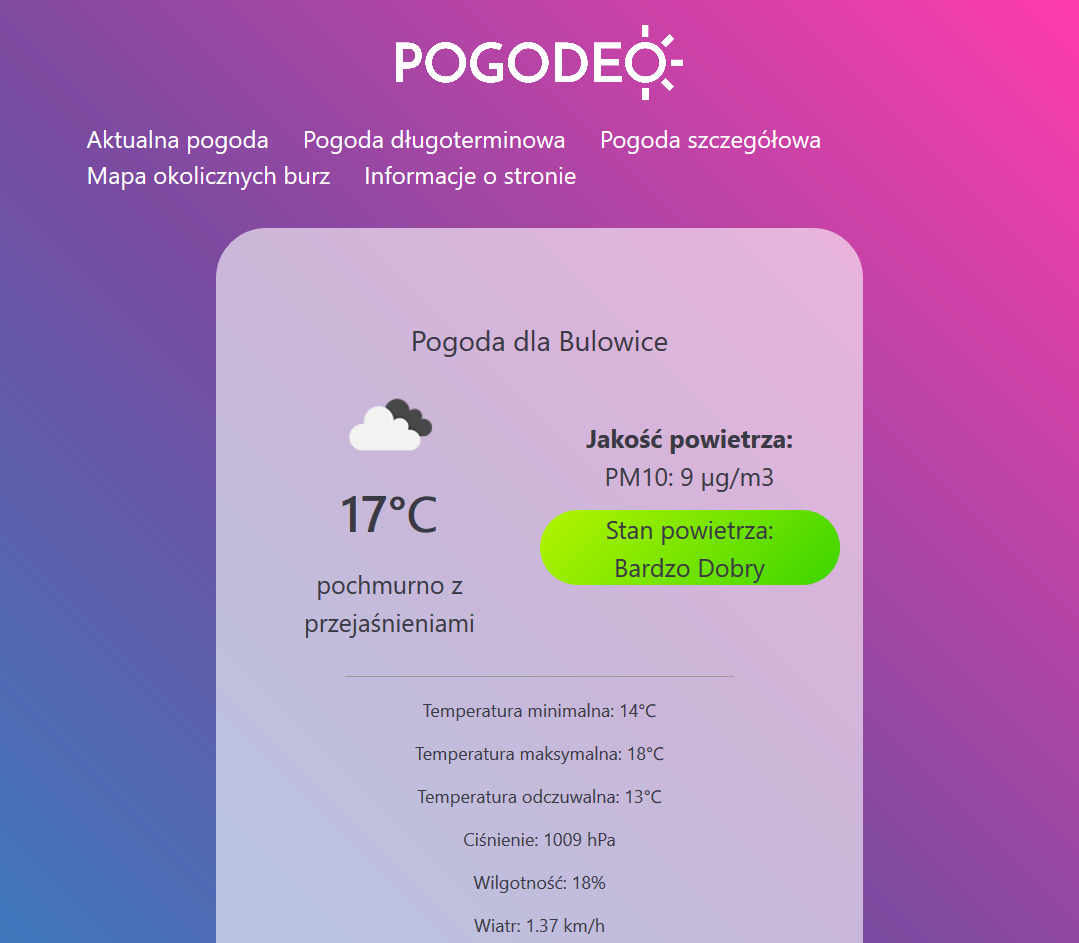 POGODEO
Aktualna pogoda Pogoda długoterminowa Pogoda szczegółowa
Mapa okolicznych burz Informacje o stronie
Pogoda dla Bulowice
17°C
pochmurno z
przejaśnieniami
Jakość powietrza:
PM10: 9 µg/m3
Stan powietrza:
Bardzo Dobry
Temperatura minimalna: 14°C
Temperatura maksymalna: 18°C
Temperatura odczuwalna: 13°C
Ciśnienie: 1009 hPa
Wilgotność: 18%
Wiatr: 1.37 km/h